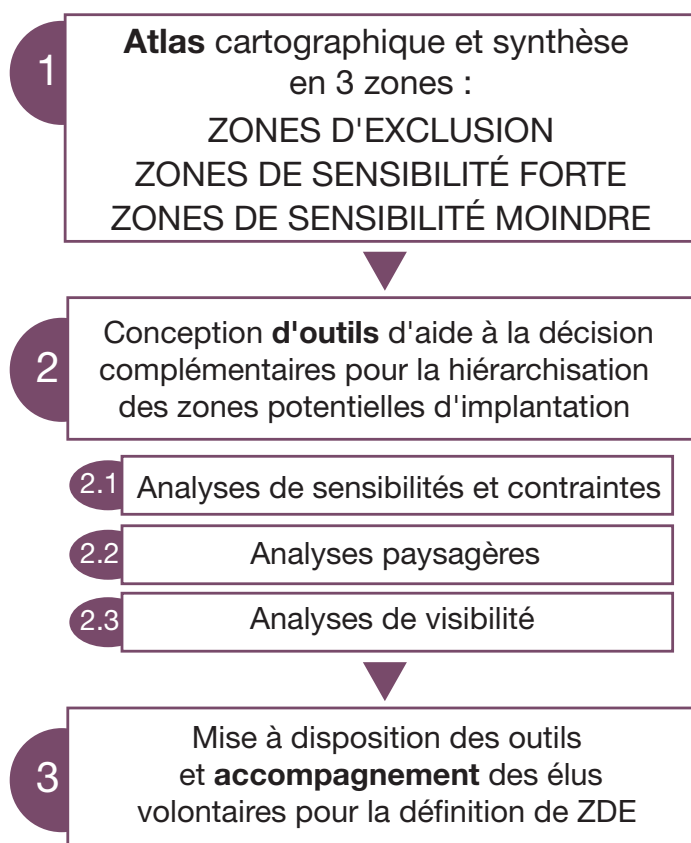 1
Atlas cartographique et synthèse
en 3 zones :
ZONES D'EXCLUSION
ZONES DE SENSIBILITÉ FORTE
ZONES DE SENSIBILITÉ MOINDRE
2
Conception d'outils d'aide à la décision
complémentaires pour la hiérarchisation
des zones potentielles d'implantation
2.1 Analyses de sensibilités et contraintes
2.2 Analyses paysagères
2.3 Analyses de visibilité
3
Mise à disposition des outils
et accompagnement des élus
volontaires pour la définition de ZDE